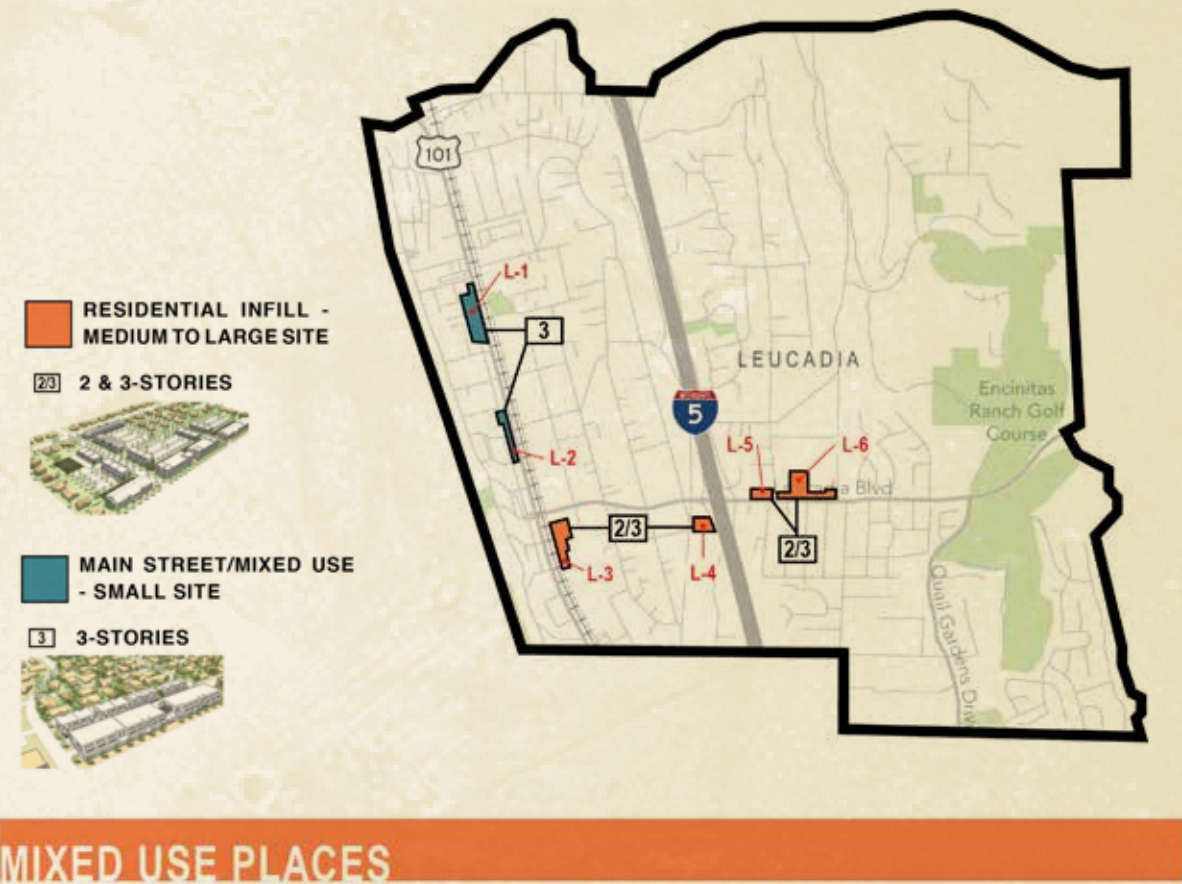 101
L-1
3
RESIDENTIAL INFILL -
MEDIUM TO LARGE SITE
2/3 2 & 3-STORIES
LEUCADIA
Encinitas
Ranch Golf
Course
5
L-2
L-5
L-6
Blvd
2/3
2/3
L-3
L-4
MAIN STREET/MIXED USE
- SMALL SITE
3 3-STORIES
Quail Gardens Driv
MIXED USE PLACES